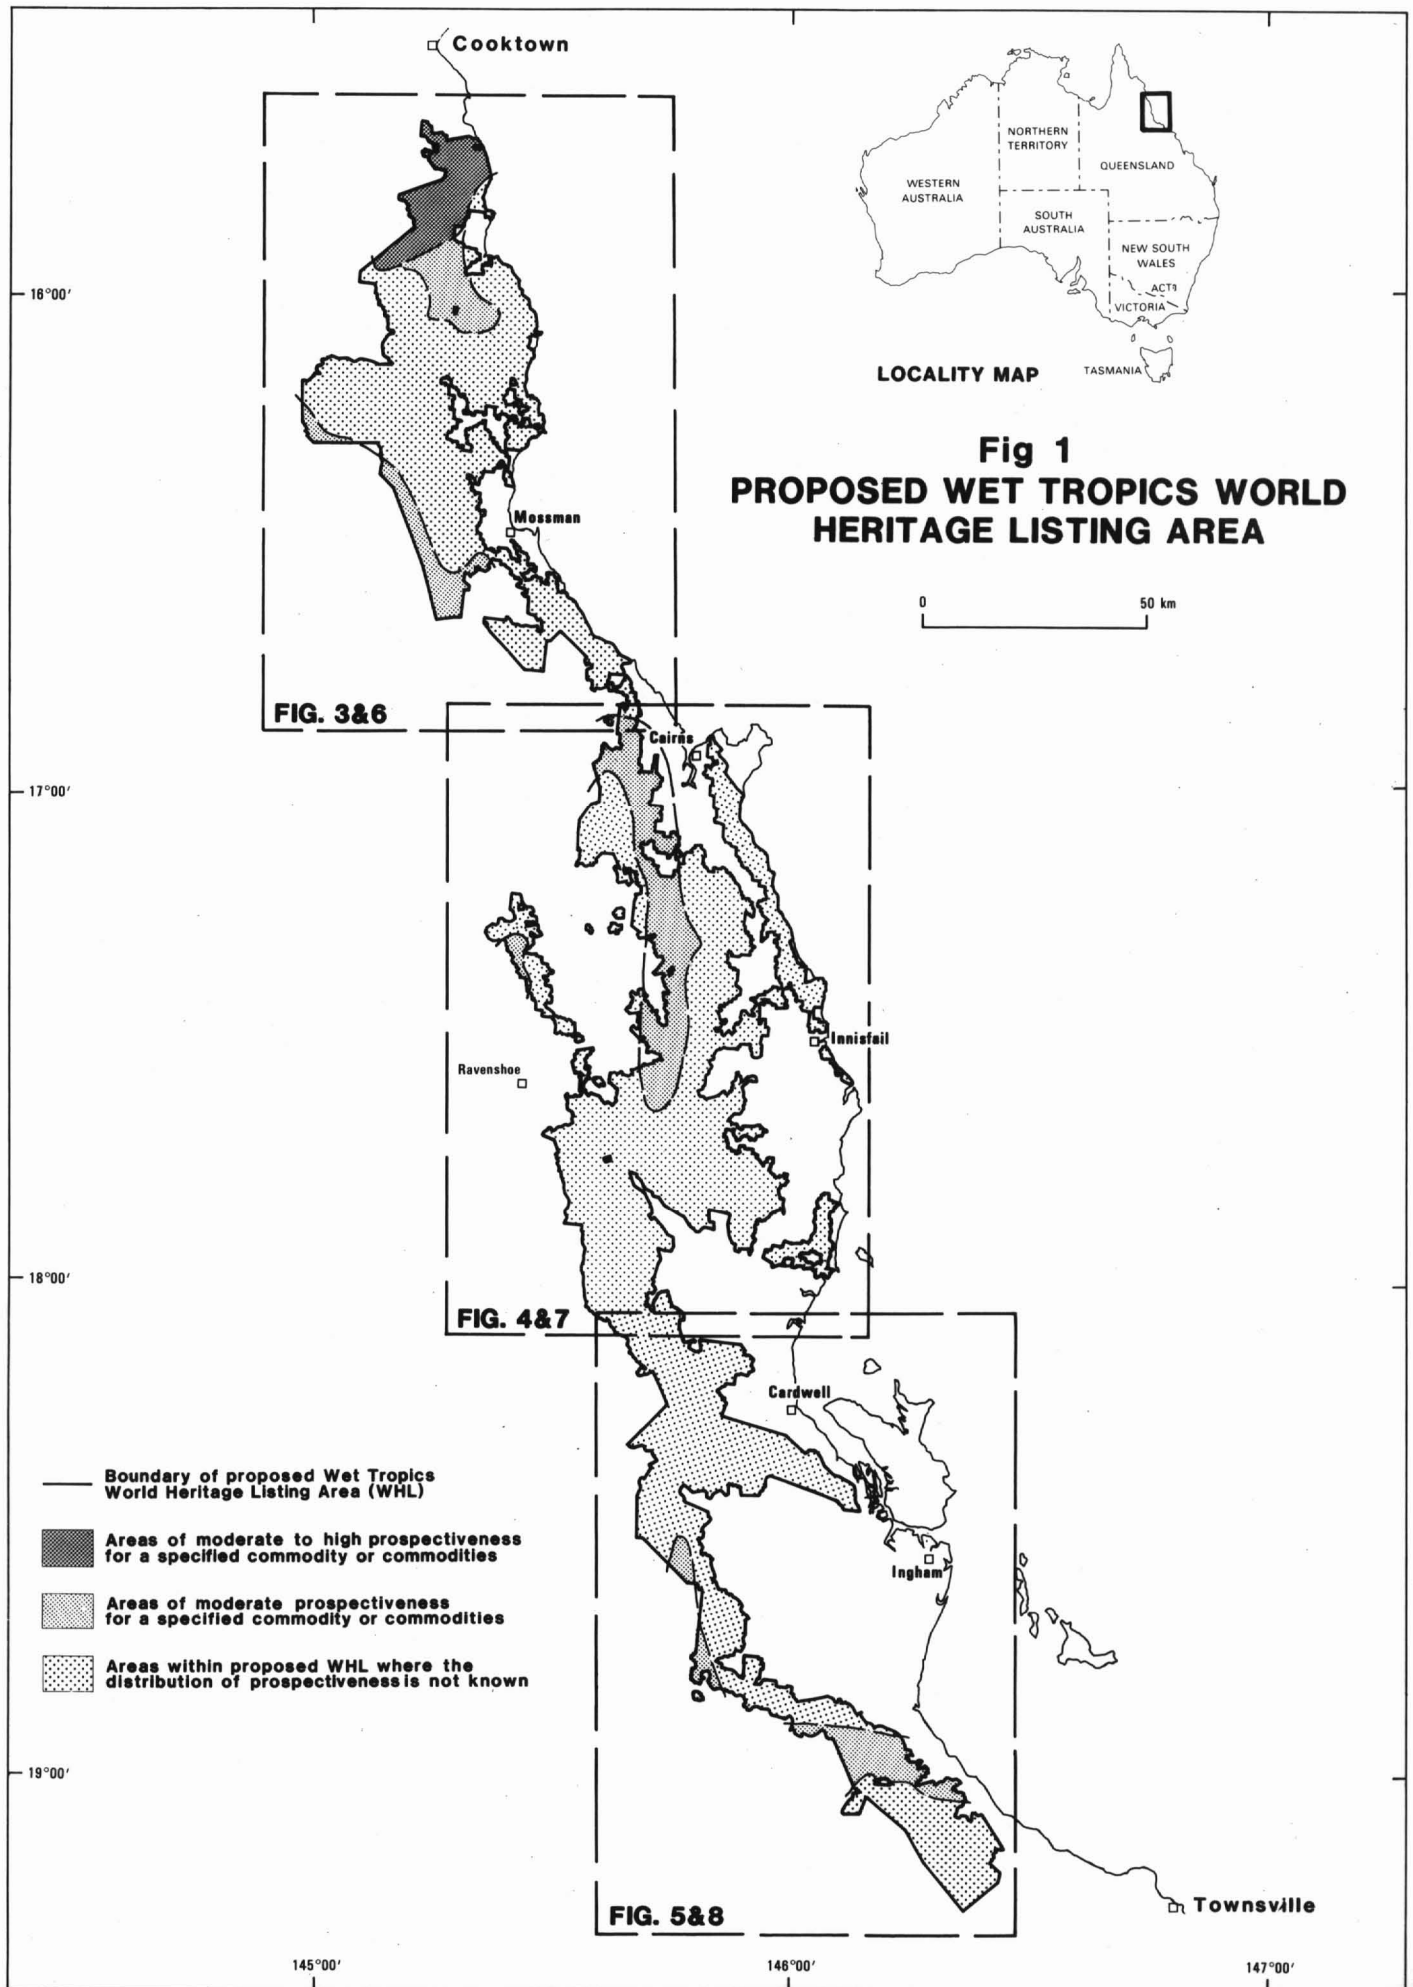 Cooktown
NORTHERN
TERRITORY
QUEENSLAND
WESTERN
AUSTRALIA
SOUTH
AUSTRALIA
NEW SOUTH
WALES
ACT
VICTORIA
TASMANIA
LOCALITY MAP
16°00'
Fig 1
PROPOSED WET TROPICS WORLD
HERITAGE LISTING AREA
0 50 km
Mossman
FIG. 3&6
Cairns
17°00'
Innisfail
Ravenshoe
18°00'
FIG. 4&7
Cardwell
Ingham
Boundary of proposed Wet Tropics
World Heritage Listing Area (WHL)
Areas of moderate to high prospectiveness
for a specified commodity or commodities
Areas of moderate prospectiveness
for a specified commodity or commodities
Areas within proposed WHL where the
distribution of prospectiveness is not known
19°00'
FIG. 5&8
Townsville
145°00' 146°00' 147°00'